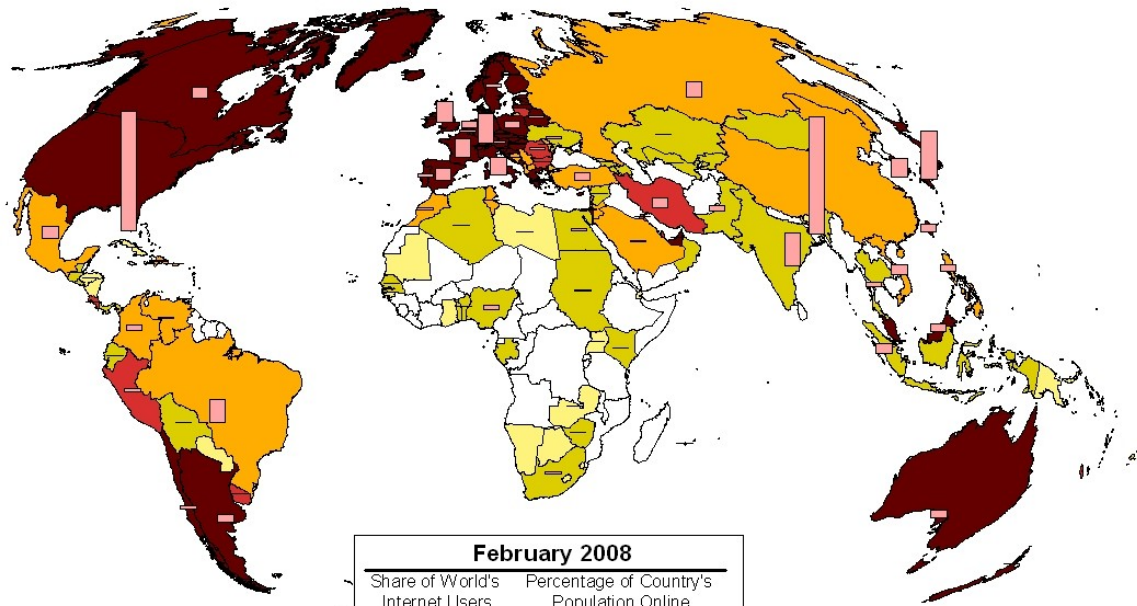 February 2008
Share of World's Percentage of Country's
Internet Users Population Online